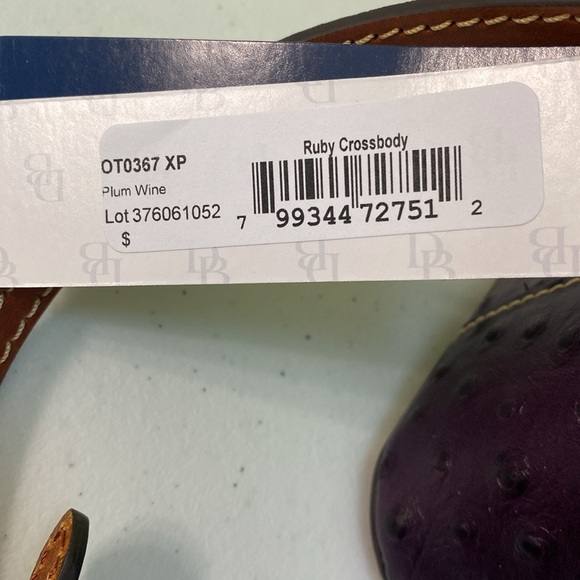 Ruby Crossbody
OT0367 XP
Plum Wine
Lot 376061052
$
7 99344 72751 2